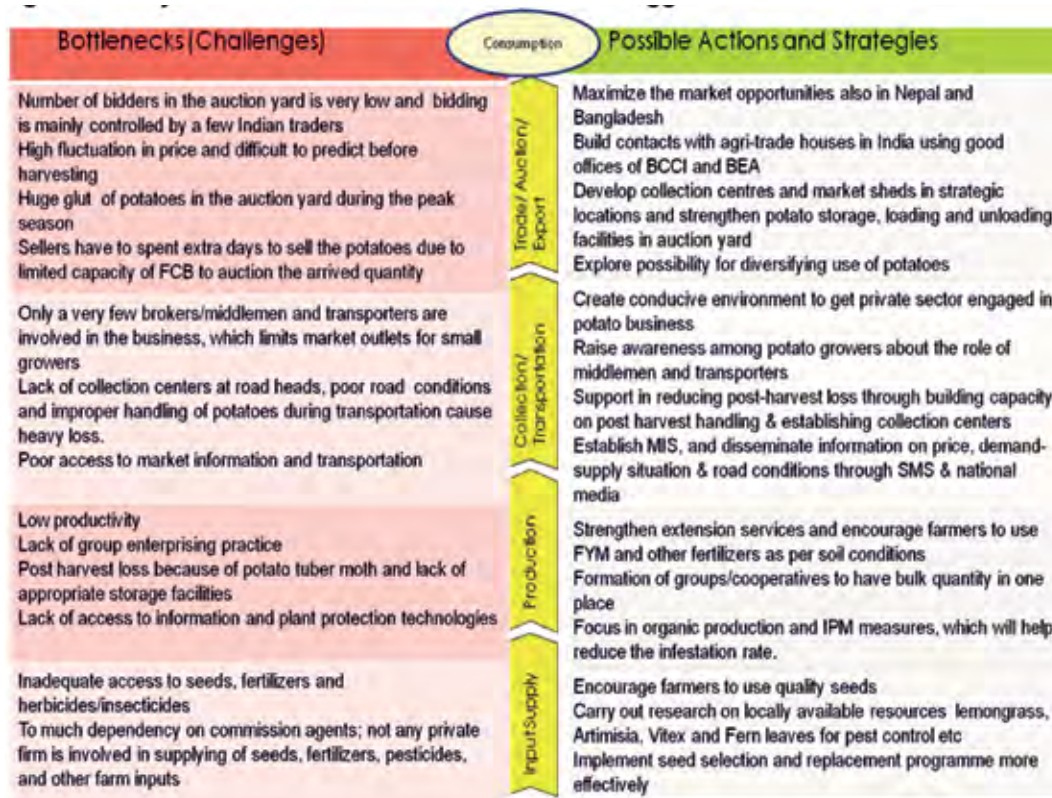 Bottlenecks (Challenges)
Consumption
Possible Actions and Strategies
Number of bidders in the auction yard is very low and bidding
is mainly controlled by a few Indian traders
High fluctuation in price and difficult to predict before
harvesting
Huge glut of potatoes in the auction yard during the peak
season
Sellers have to spent extra days to sell the potatoes due to
limited capacity of FCB to auction the arrived quantity
Trade/ Auction/
Export
Maximize the market opportunities also in Nepal and
Bangladesh
Build contacts with agri-trade houses in India using good
offices of BCCI and BEA
Develop collection centres and market sheds in strategic
locations and strengthen potato storage, loading and unloading
facilities in auction yard
Explore possibility for diversifying use of potatoes
Only a very few brokers/middlemen and transporters are
involved in the business, which limits market outlets for small
growers
Lack of collection centers at road heads, poor road conditions
and improper handling of potatoes during transportation cause
heavy loss.
Poor access to market information and transportation
Collection/
Transportation
Create conducive environment to get private sector engaged in
potato business
Raise awareness among potato growers about the role of
middlemen and transporters
Support in reducing post-harvest loss through building capacity
on post harvest handling & establishing collection centers
Establish MIS, and disseminate information on price, demand-
supply situation & road conditions through SMS & national
media
Low productivity
Lack of group enterprising practice
Post harvest loss because of potato tuber moth and lack of
appropriate storage facilities
Lack of access to information and plant protection technologies
Production
Strengthen extension services and encourage farmers to use
FYM and other fertilizers as per soil conditions
Formation of groups/cooperatives to have bulk quantity in one
place
Focus in organic production and IPM measures, which will help
reduce the infestation rate.
Inadequate access to seeds, fertilizers and
herbicides/insecticides
To much dependency on commission agents; not any private
firm is involved in supplying of seeds, fertilizers, pesticides,
and other farm inputs
InputSupply
Encourage farmers to use quality seeds
Carry out research on locally available resources lemongrass,
Artimisia, Vitex and Fern leaves for pest control etc
Implement seed selection and replacement programme more
effectively